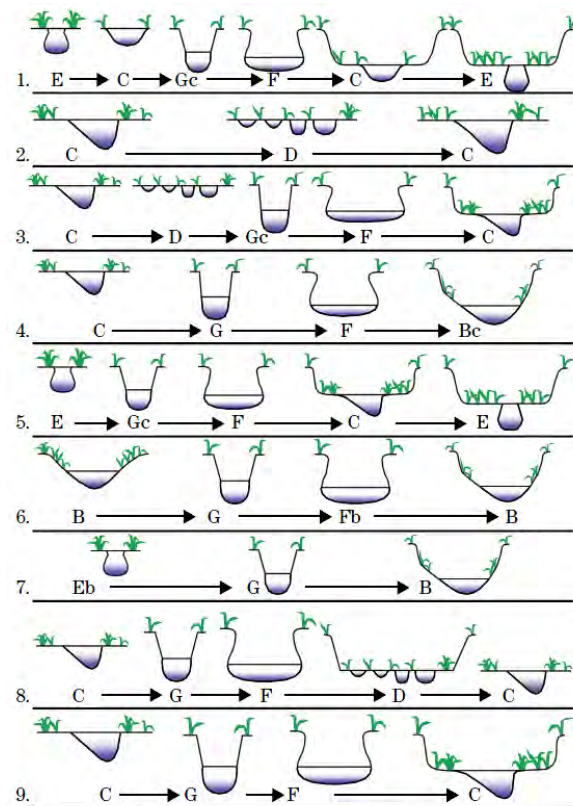 1. E C Gc F C E
2. C D C
3. C D Gc F C
4. C G F Bc
5. E Gc F C E
6. B G Fb B
7. Eb G B
8. C G F D C
9. C G F C